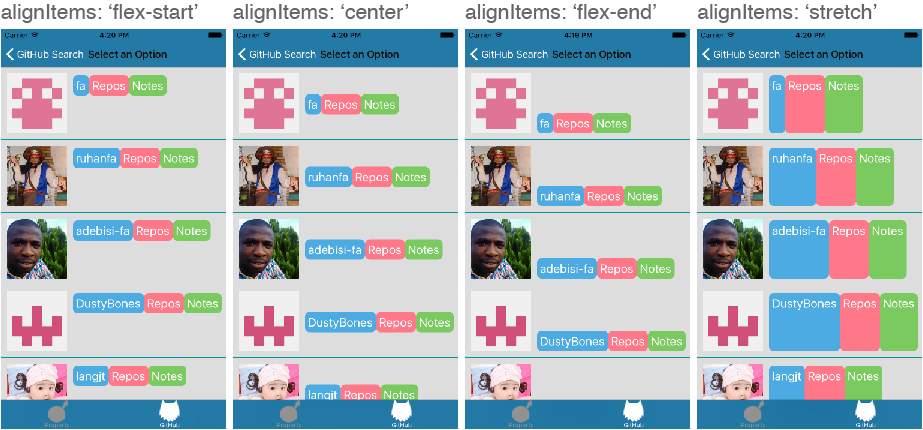 alignItems: ‘flex-start’
Carrier 4:20 PM
GitHub Search Select an Option
fa Repos Notes
ruhanfa Repos Notes
adebisi-fa Repos Notes
DustyBones Repos Notes
langjt Repos Notes
Property GitHub
alignItems: ‘center’
Carrier 4:20 PM
GitHub Search Select an Option
fa Repos Notes
ruhanfa Repos Notes
adebisi-fa Repos Notes
DustyBones Repos Notes
langjt Repos Notes
Property GitHub
alignItems: ‘flex-end’
Carrier 4:19 PM
GitHub Search Select an Option
fa Repos Notes
ruhanfa Repos Notes
adebisi-fa Repos Notes
DustyBones Repos Notes
Property GitHub
alignItems: ‘stretch’
Carrier 4:20 PM
GitHub Search Select an Option
fa Repos Notes
ruhanfa Repos Notes
adebisi-fa Repos Notes
DustyBones Repos Notes
langjt Repos Notes
Property GitHub